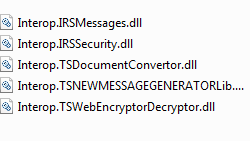 Interop.IRSMessages.dll
Interop.IRSSecurity.dll
Interop.TSDocumentConvertor.dll
Interop.TSNEWMESSAGEGENERATORLib....
Interop.TSWebEncryptorDecryptor.dll